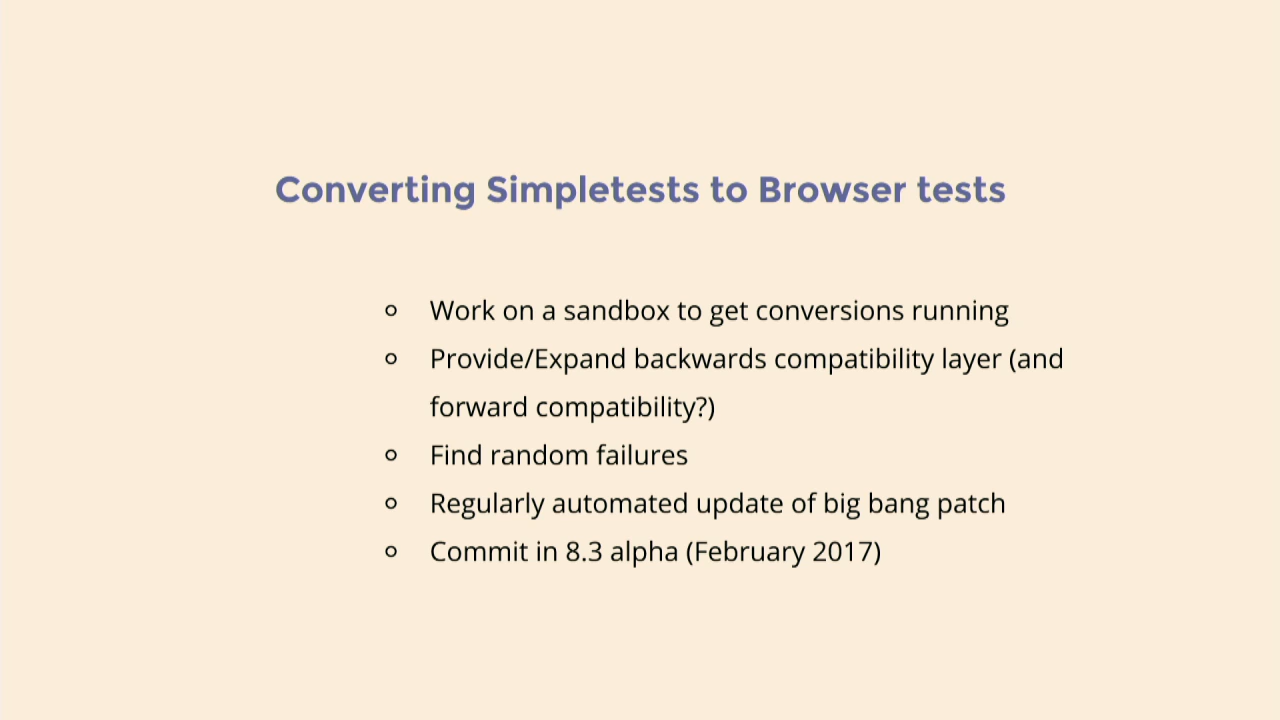 Converting Simpletests to Browser tests
Work on a sandbox to get conversions running
Provide/Expand backwards compatibility layer (and
forward compatibility?)
Find random failures
Regularly automated update of big bang patch
Commit in 8.3 alpha (February 2017)